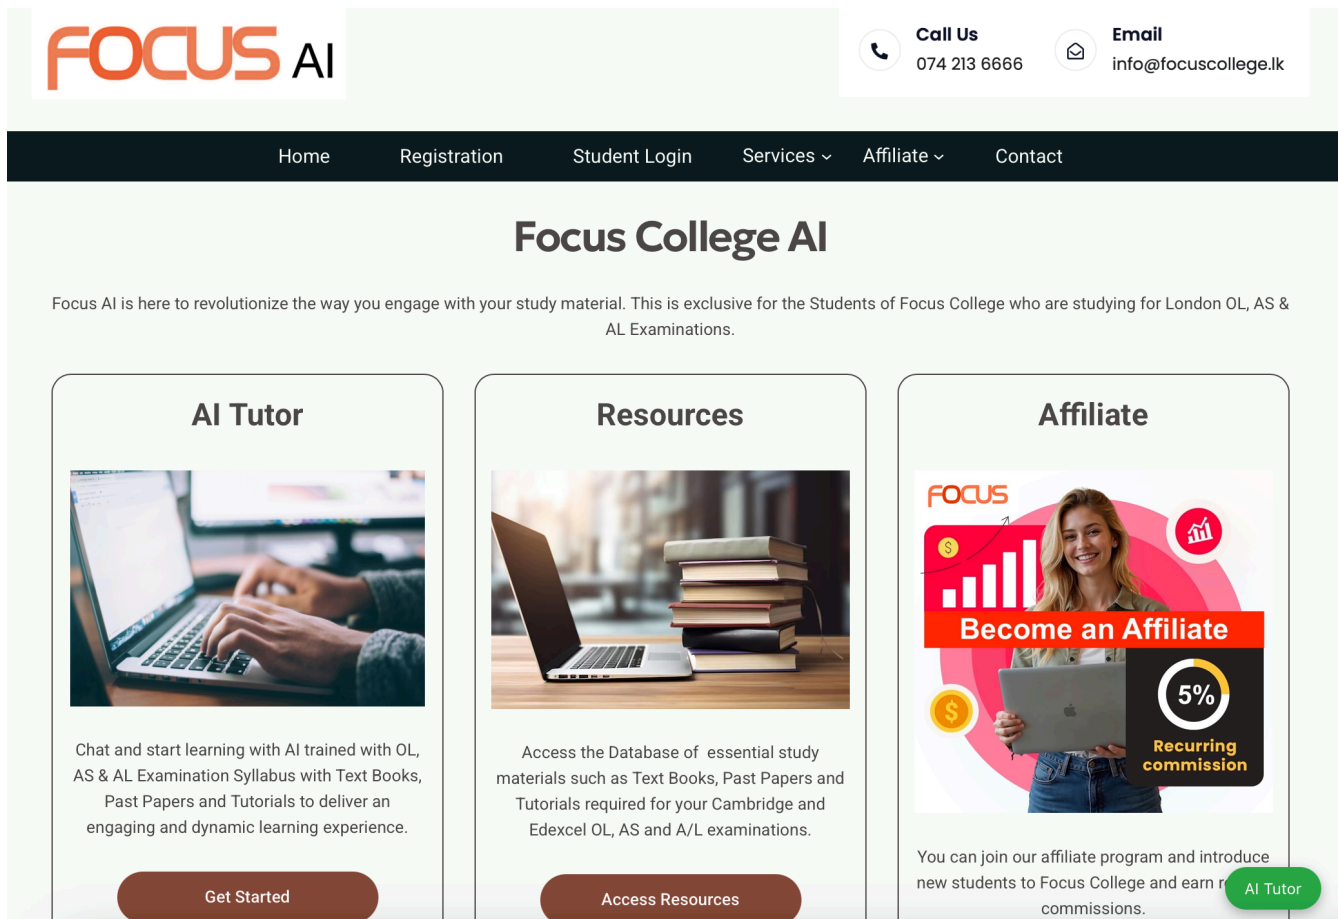 FOCUS AI
Call Us
074 213 6666
Email
info@focuscollege.lk
Home
Registration
Student Login
Services
Affiliate
Contact
Focus College AI
Focus AI is here to revolutionize the way you engage with your study material. This is exclusive for the Students of Focus College who are studying for London OL, AS &
AL Examinations.
AI Tutor
Chat and start learning with AI trained with OL,
AS & AL Examination Syllabus with Text Books,
Past Papers and Tutorials to deliver an
engaging and dynamic learning experience.
Get Started
Resources
Access the Database of essential study
materials such as Text Books, Past Papers and
Tutorials required for your Cambridge and
Edexcel OL, AS and A/L examinations.
Access Resources
Affiliate
FOCUS
$
Become an Affiliate
$
5%
Recurring
commission
You can join our affiliate program and introduce
new students to Focus College and earn
commissions.
AI Tutor